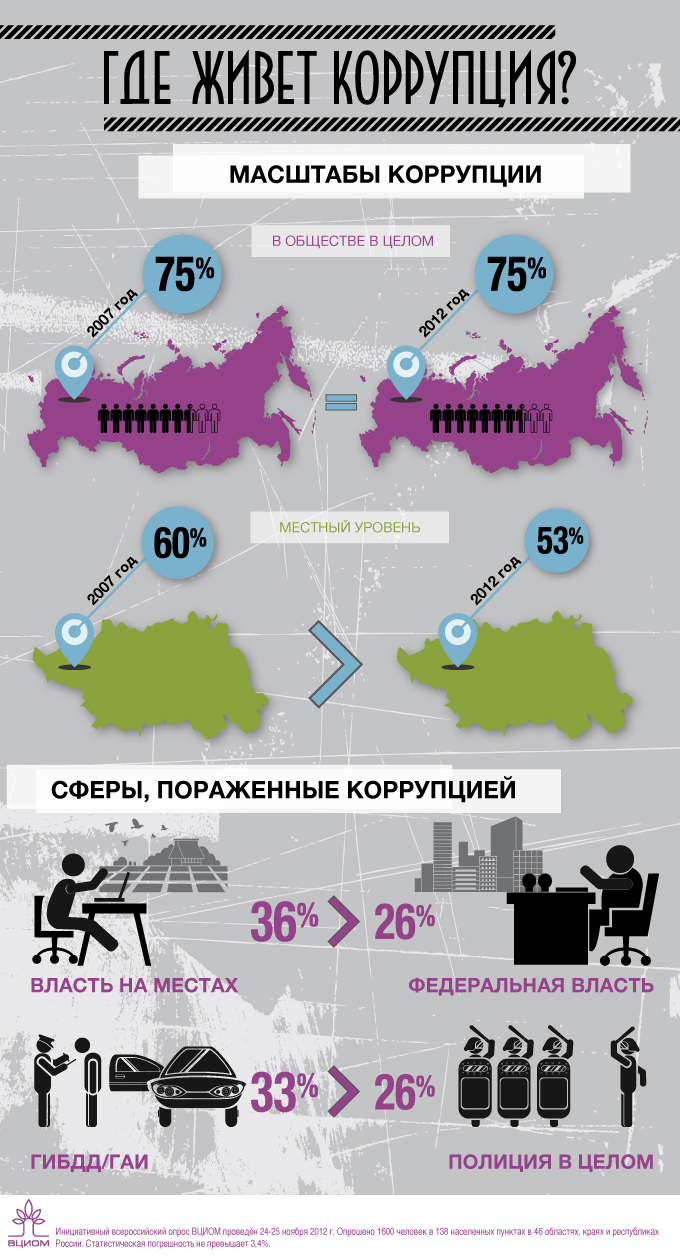 ГДЕ ЖИВЕТ КОРРУПЦИЯ?
МАСШТАБЫ КОРРУПЦИИ
В ОБЩЕСТВЕ В ЦЕЛОМ
75%
2007 год
75%
2012 год
МЕСТНЫЙ УРОВЕНЬ
60%
2007 год
53%
2012 год
СФЕРЫ, ПОРАЖЕННЫЕ КОРРУПЦИЕЙ
36% > 26%
ВЛАСТЬ НА МЕСТАХ
ФЕДЕРАЛЬНАЯ ВЛАСТЬ
33% > 26%
ГИБДД/ГАИ
ПОЛИЦИЯ В ЦЕЛОМ
ВЦИОМ
Инициативный всероссийский опрос ВЦИОМ проведён 24-25 ноября 2012 г. Опрошено 1600 человек в 138 населенных пунктах в 46 областях, краях и республиках
России. Статистическая погрешность не превышает 3,4%.